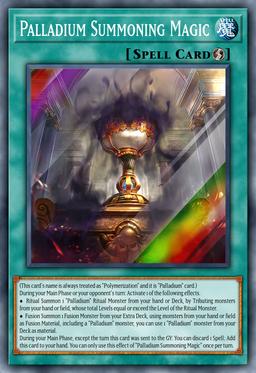 Palladium Summoning Magic
[Spell Card]
(This card's name is always treated as "Polymerization" and it is "Palladium" card.)
During your Main Phase or your opponent's turn: Activate 1 of the following effects.
● Ritual Summon 1 "Palladium" Ritual Monster from your hand or Deck, by Tributing monsters
from your hand or field, whose total Levels equal or exceed the Level of the Ritual Monster.
● Fusion Summon 1 Fusion Monster from your Extra Deck, using monsters from your hand or field
as Fusion Material, including a "Palladium" monster, you can use 1 "Palladium" monster from your
Deck as material.
During your Main Phase, except the turn this card was sent to the GY: You can discard 1 Spell; Add
this card to your hand. You can only use this effect of "Palladium Summoning Magic" once per turn.